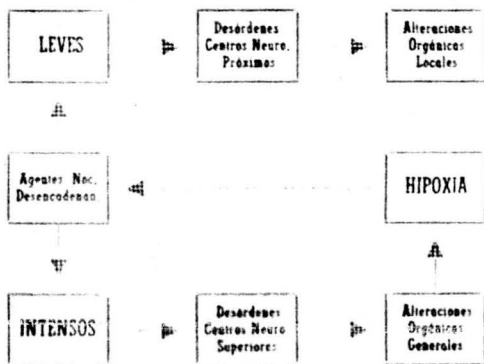 LEVES
Desórdenes
Centros Neuro.
Próximos
Alteraciones
Orgánicas
Locales
Agentes Noc.
Desencadenan.
HIPOXIA
INTENSOS
Desórdenes
Centros Neuro
Superiores
Alteraciones
Orgánicas
Generales